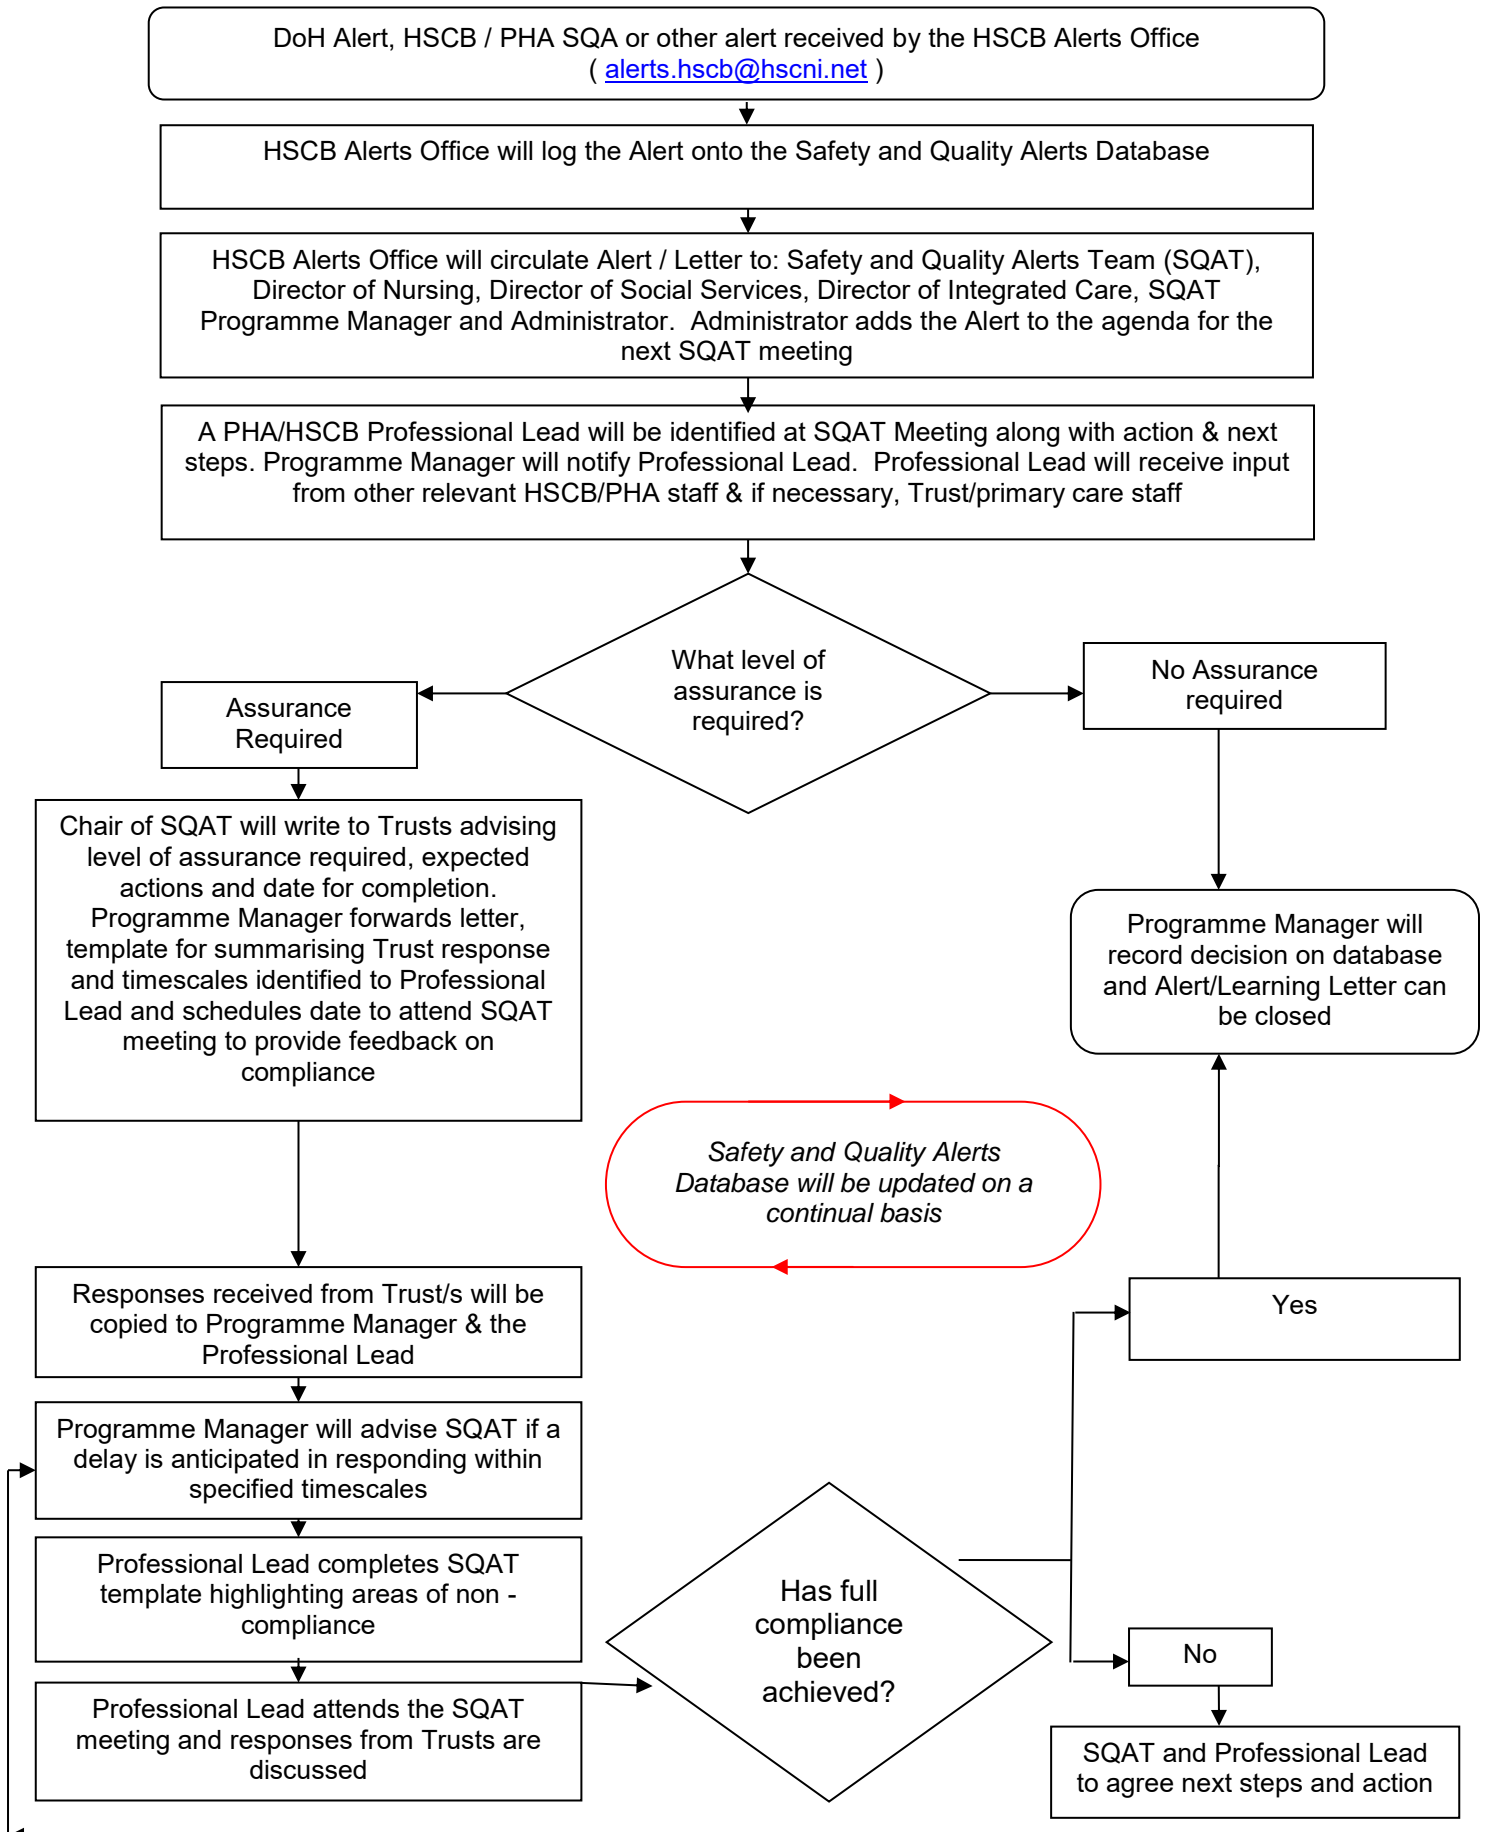 DoH Alert, HSCB / PHA SQA or other alert received by the HSCB Alerts Office
( alerts.hscb@hscni.net )
HSCB Alerts Office will log the Alert onto the Safety and Quality Alerts Database
HSCB Alerts Office will circulate Alert / Letter to: Safety and Quality Alerts Team (SQAT),
Director of Nursing, Director of Social Services, Director of Integrated Care, SQAT
Programme Manager and Administrator.  Administrator adds the Alert to the agenda for the
next SQAT meeting
A PHA/HSCB Professional Lead will be identified at SQAT Meeting along with action & next
steps. Programme Manager will notify Professional Lead.  Professional Lead will receive input
from other relevant HSCB/PHA staff & if necessary, Trust/primary care staff
What level of
assurance is
required?
No Assurance
required
Assurance
Required
Chair of SQAT will write to Trusts advising
level of assurance required, expected
actions and date for completion.
Programme Manager forwards letter,
template for summarising Trust response
and timescales identified to Professional
Lead and schedules date to attend SQAT
meeting to provide feedback on
compliance
Programme Manager will
record decision on database
and Alert/Learning Letter can
be closed
Safety and Quality Alerts
Database will be updated on a
continual basis
Responses received from Trust/s will be
copied to Programme Manager & the
Professional Lead
Yes
Programme Manager will advise SQAT if a
delay is anticipated in responding within
specified timescales
Professional Lead completes SQAT
template highlighting areas of non -
compliance
Has full
compliance
been
achieved?
No
Professional Lead attends the SQAT
meeting and responses from Trusts are
discussed
SQAT and Professional Lead
to agree next steps and action